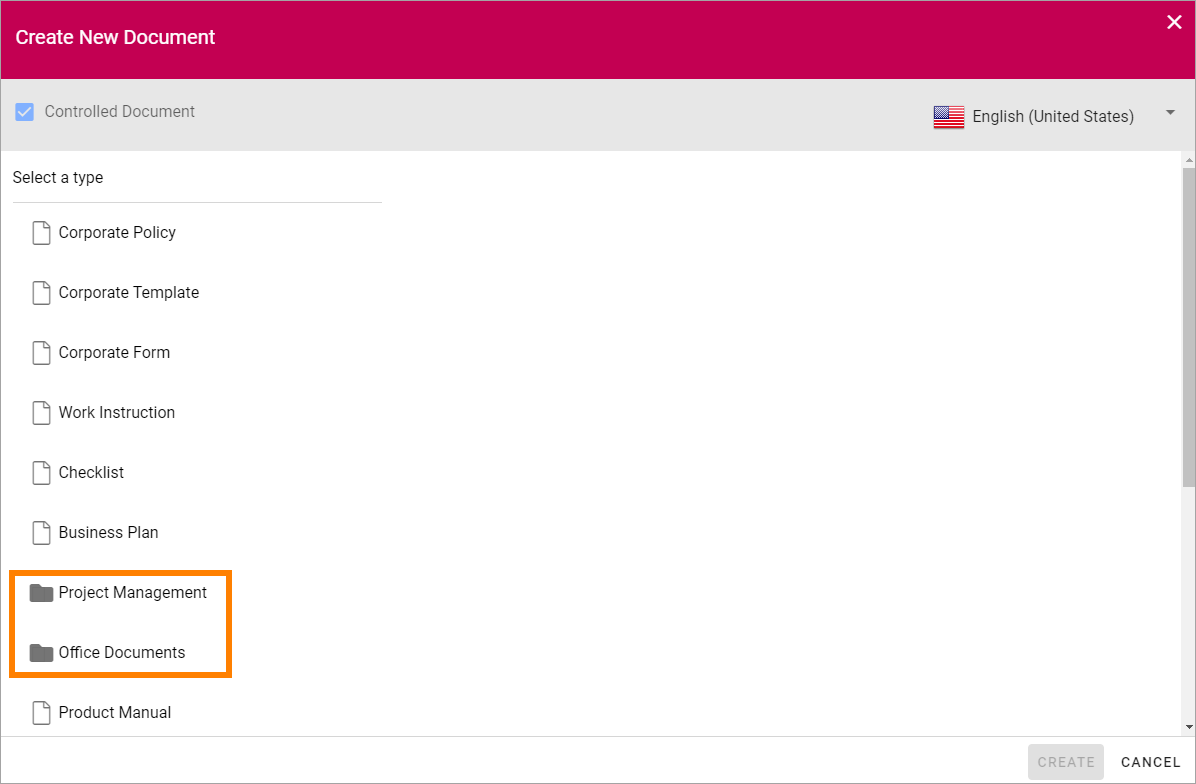 Create New Document
Controlled Document
English (United States)
Select a type
Corporate Policy
Corporate Template
Corporate Form
Work Instruction
Checklist
Business Plan
Project Management
Office Documents
Product Manual
CREATE CANCEL